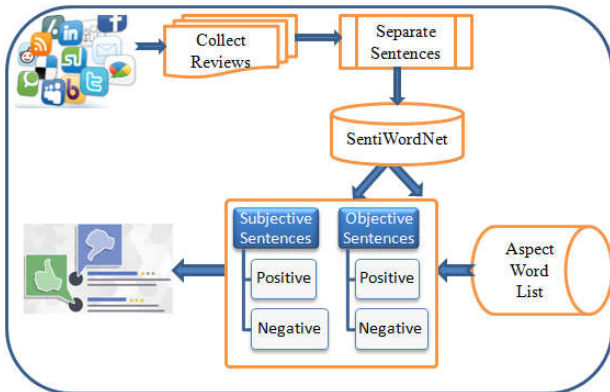 Collect
Reviews
Separate
Sentences
SentiWordNet
Subjective
Sentences
Objective
Sentences
Positive
Positive
Negative
Negative
Aspect
Word
List